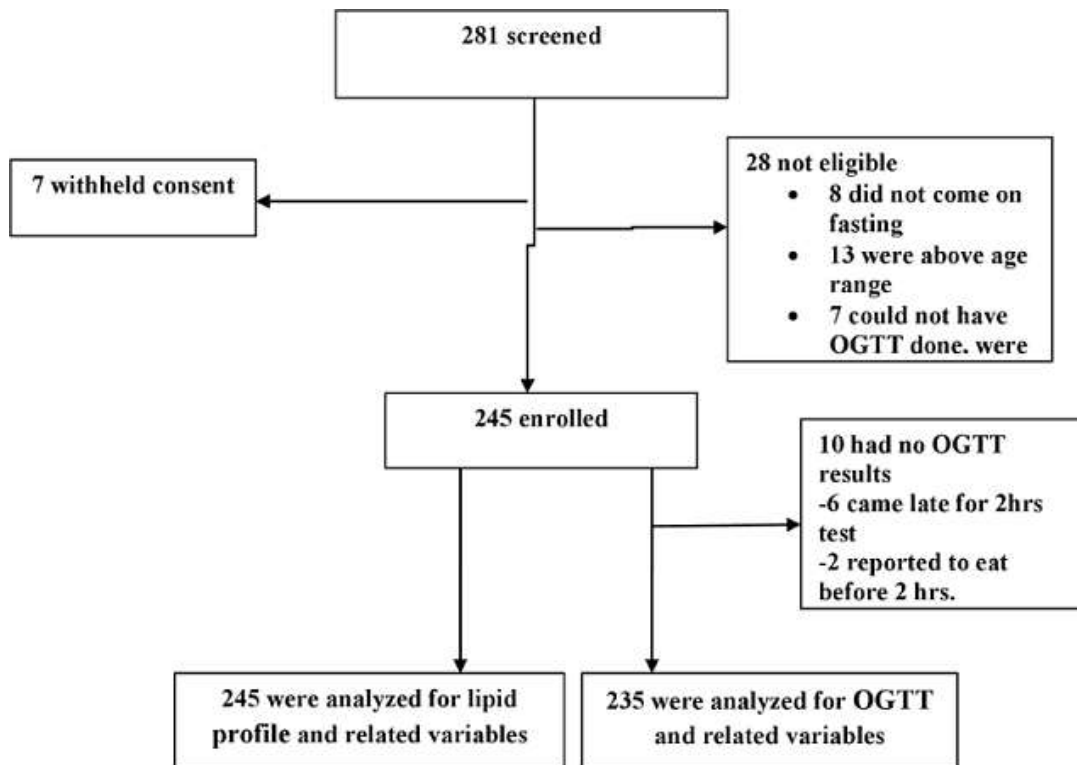 281 screened
7 withheld consent
28 not eligible
• 8 did not come on
fasting
• 13 were above age
range
• 7 could not have
OGTT done. were
245 enrolled
10 had no OGTT
results
-6 came late for 2hrs
test
-2 reported to eat
before 2 hrs.
245 were analyzed for lipid
profile and related variables
235 were analyzed for OGTT
and related variables